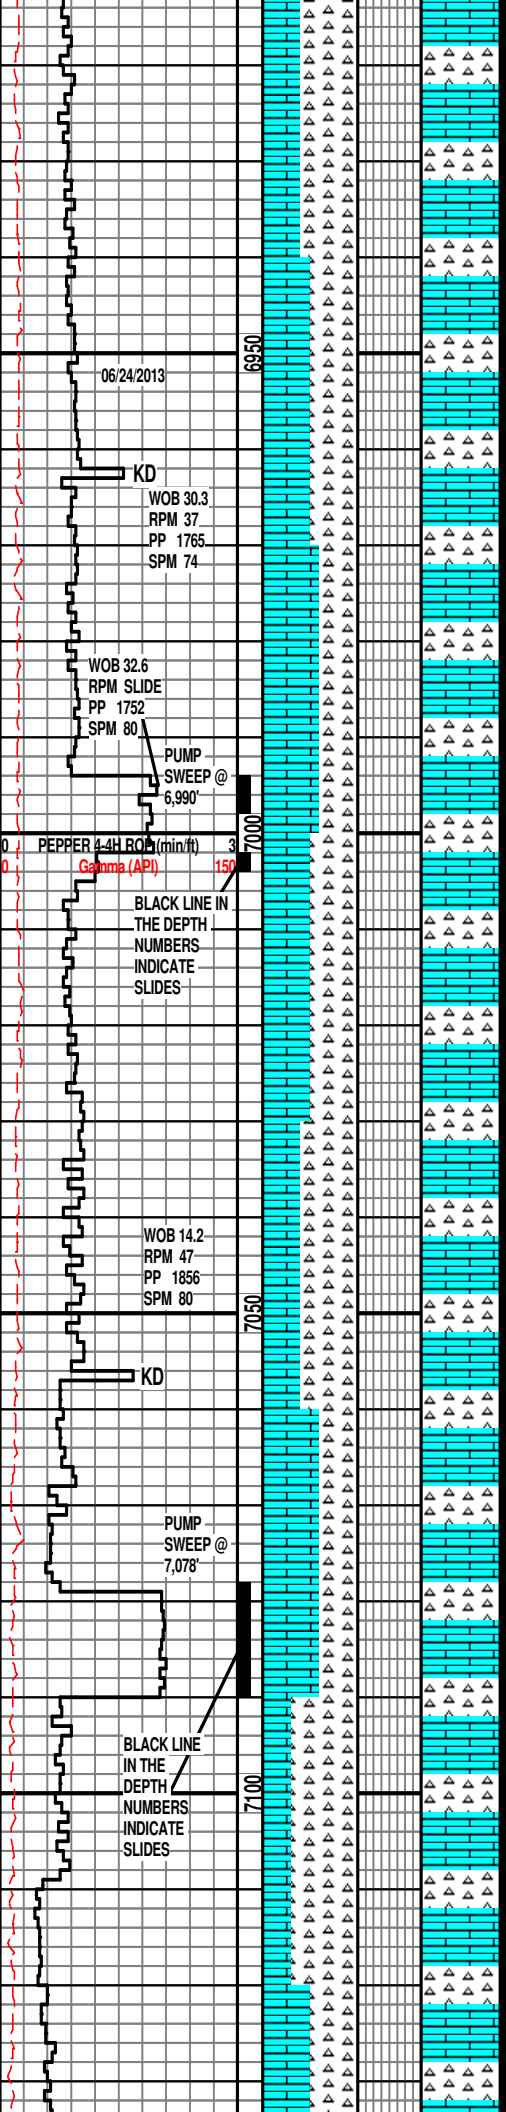 6950
06/24/2013
KD
WOB 30.3
RPM 37
PP 1765
SPM 74
WOB 32.6
RPM SLIDE
PP 1752
SPM 80
PUMP
SWEEP @
6,990'
7000
0 PEPPER 4-4H ROP (min/ft) 3
0 Gamma (API) 150
BLACK LINE IN
THE DEPTH
NUMBERS
INDICATE
SLIDES
WOB 14.2
RPM 47
PP 1856
SPM 80
7050
KD
PUMP
SWEEP @
7,078'
BLACK LINE
IN THE
DEPTH
NUMBERS
INDICATE
SLIDES
7100